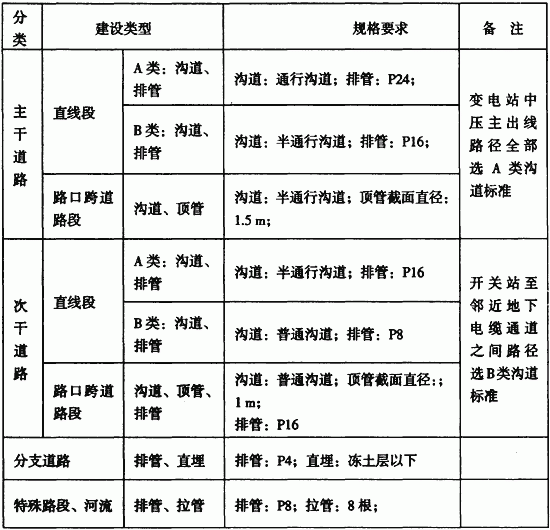 分类 建设类型 规格要求 备 注
主干道路 直线段 A 类：沟道、
排管
沟道：通行沟道；排管：P24；
B 类：沟道、
排管
沟道：半通行沟道；排管：P16；
路口跨道
路段
沟道、顶管
沟道：半通行沟道；顶管截面直径：
1.5 m；
变电站中
压主出线
路径全部
选 A 类沟
道标准
次干道路 直线段 A 类：沟道、
排管
沟道：半通行沟道；排管：P16
B 类：沟道、
排管
沟道：普通沟道；排管：P8
路口跨道
路段
沟道、顶管、
排管
沟道：普通沟道；顶管截面直径：；
1 m；
排管：P16
开关站至
邻近地下
电缆通道
之间路径
选B类沟道
标准
分支道路 排管、直埋 排管：P4；直埋：冻土层以下
特殊路段、河流 排管、拉管 排管：P8；拉管：8 根；